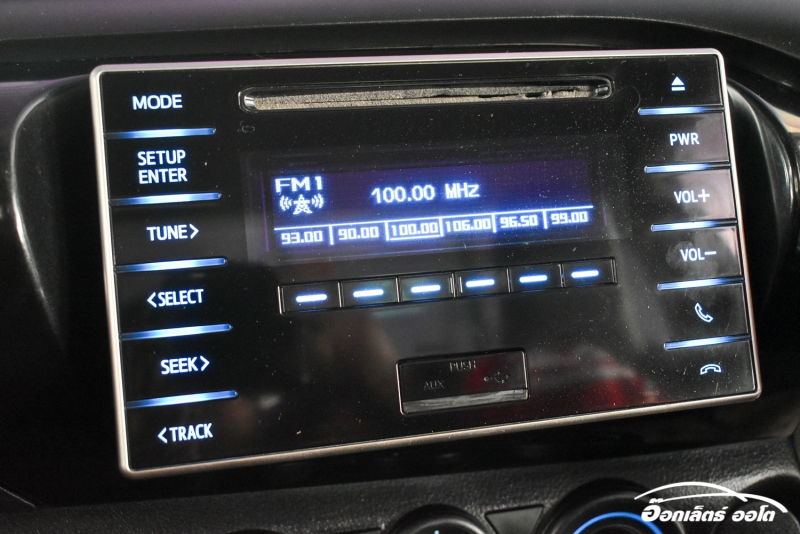 MODE
SETUP
ENTER
TUNE>
<SELECT
SEEK>
<TRACK
FM1
100.00 MHz
93.00 90.00 100.00 106.00 96.50 99.00
PUSH
AUX
PWR
VOL+
VOL-
อ๊อกเล็ตร์ ออโต